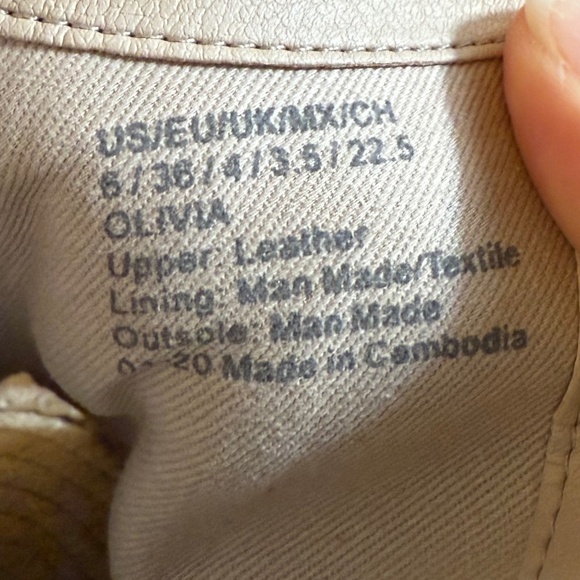 US/EU/UK/MX/CH
6/36/4/3.5/22.5
OLIVIA
Upper: Leather
Lining: Man Made/Textile
Outsole: Man Made
20 Made in Cambodia